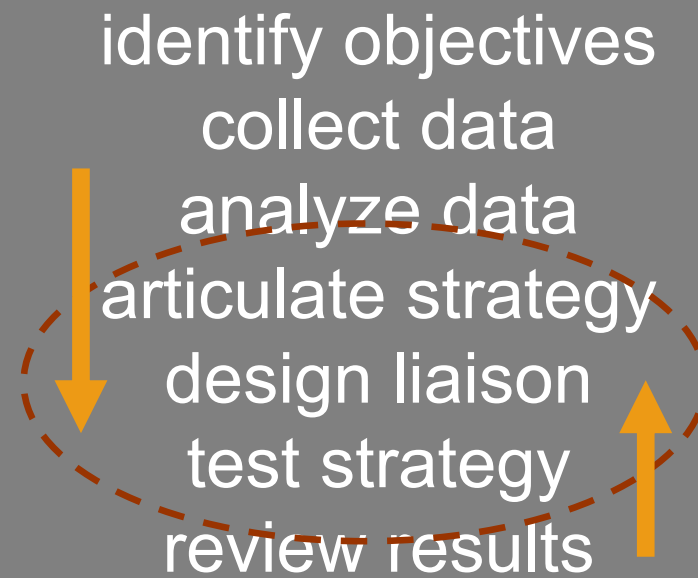 identify objectives
collect data
analyze data
articulate strategy
design liaison
test strategy
review results